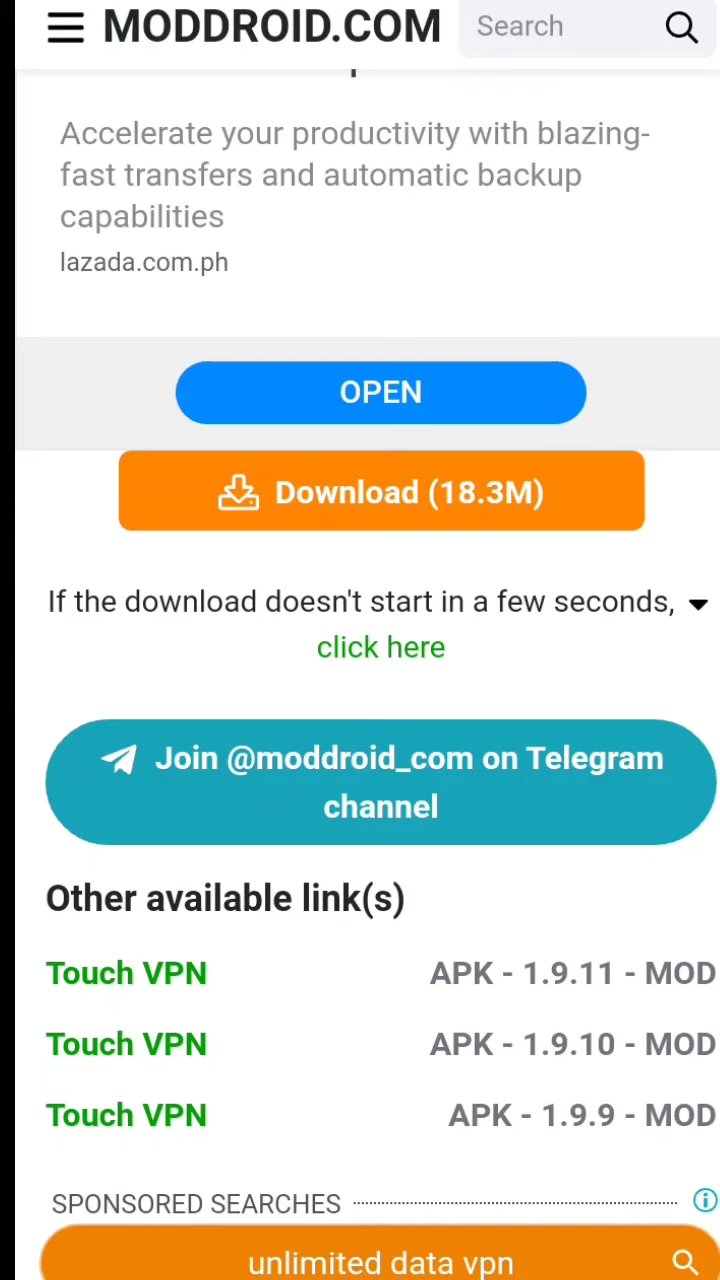 MODDROID.COM
Search
Accelerate your productivity with blazing-
fast transfers and automatic backup
capabilities
lazada.com.ph
OPEN
Download (18.3M)
If the download doesn't start in a few seconds,
click here
Join @moddroid_com on Telegram
channel
Other available link(s)
Touch VPN APK - 1.9.11 - MOD
Touch VPN APK - 1.9.10 - MOD
Touch VPN APK - 1.9.9 - MOD
SPONSORED SEARCHES
unlimited data vpn